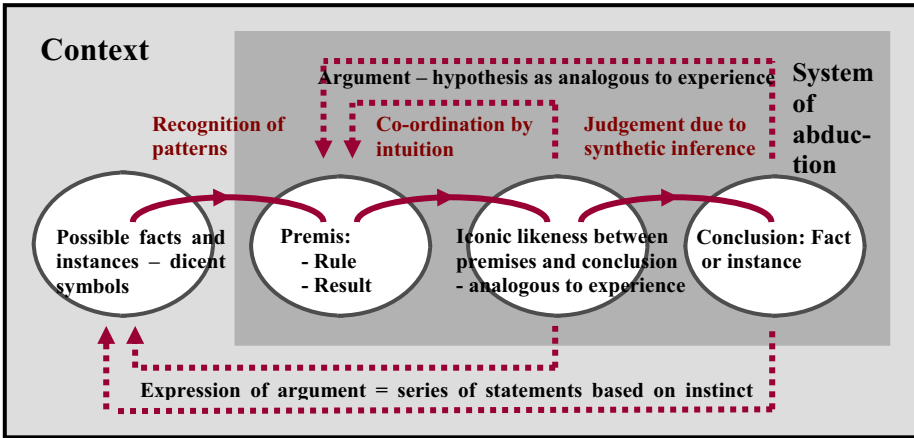 Context
Argument – hypothesis as analogous to experience
System
of
abduc-
tion
Recognition of
patterns
Co-ordination by
intuition
Judgement due to
synthetic inference
Possible facts and
instances – dicent
symbols
Premis:
- Rule
- Result
Iconic likeness between
premises and conclusion
- analogous to experience
Conclusion: Fact
or instance
Expression of argument = series of statements based on instinct